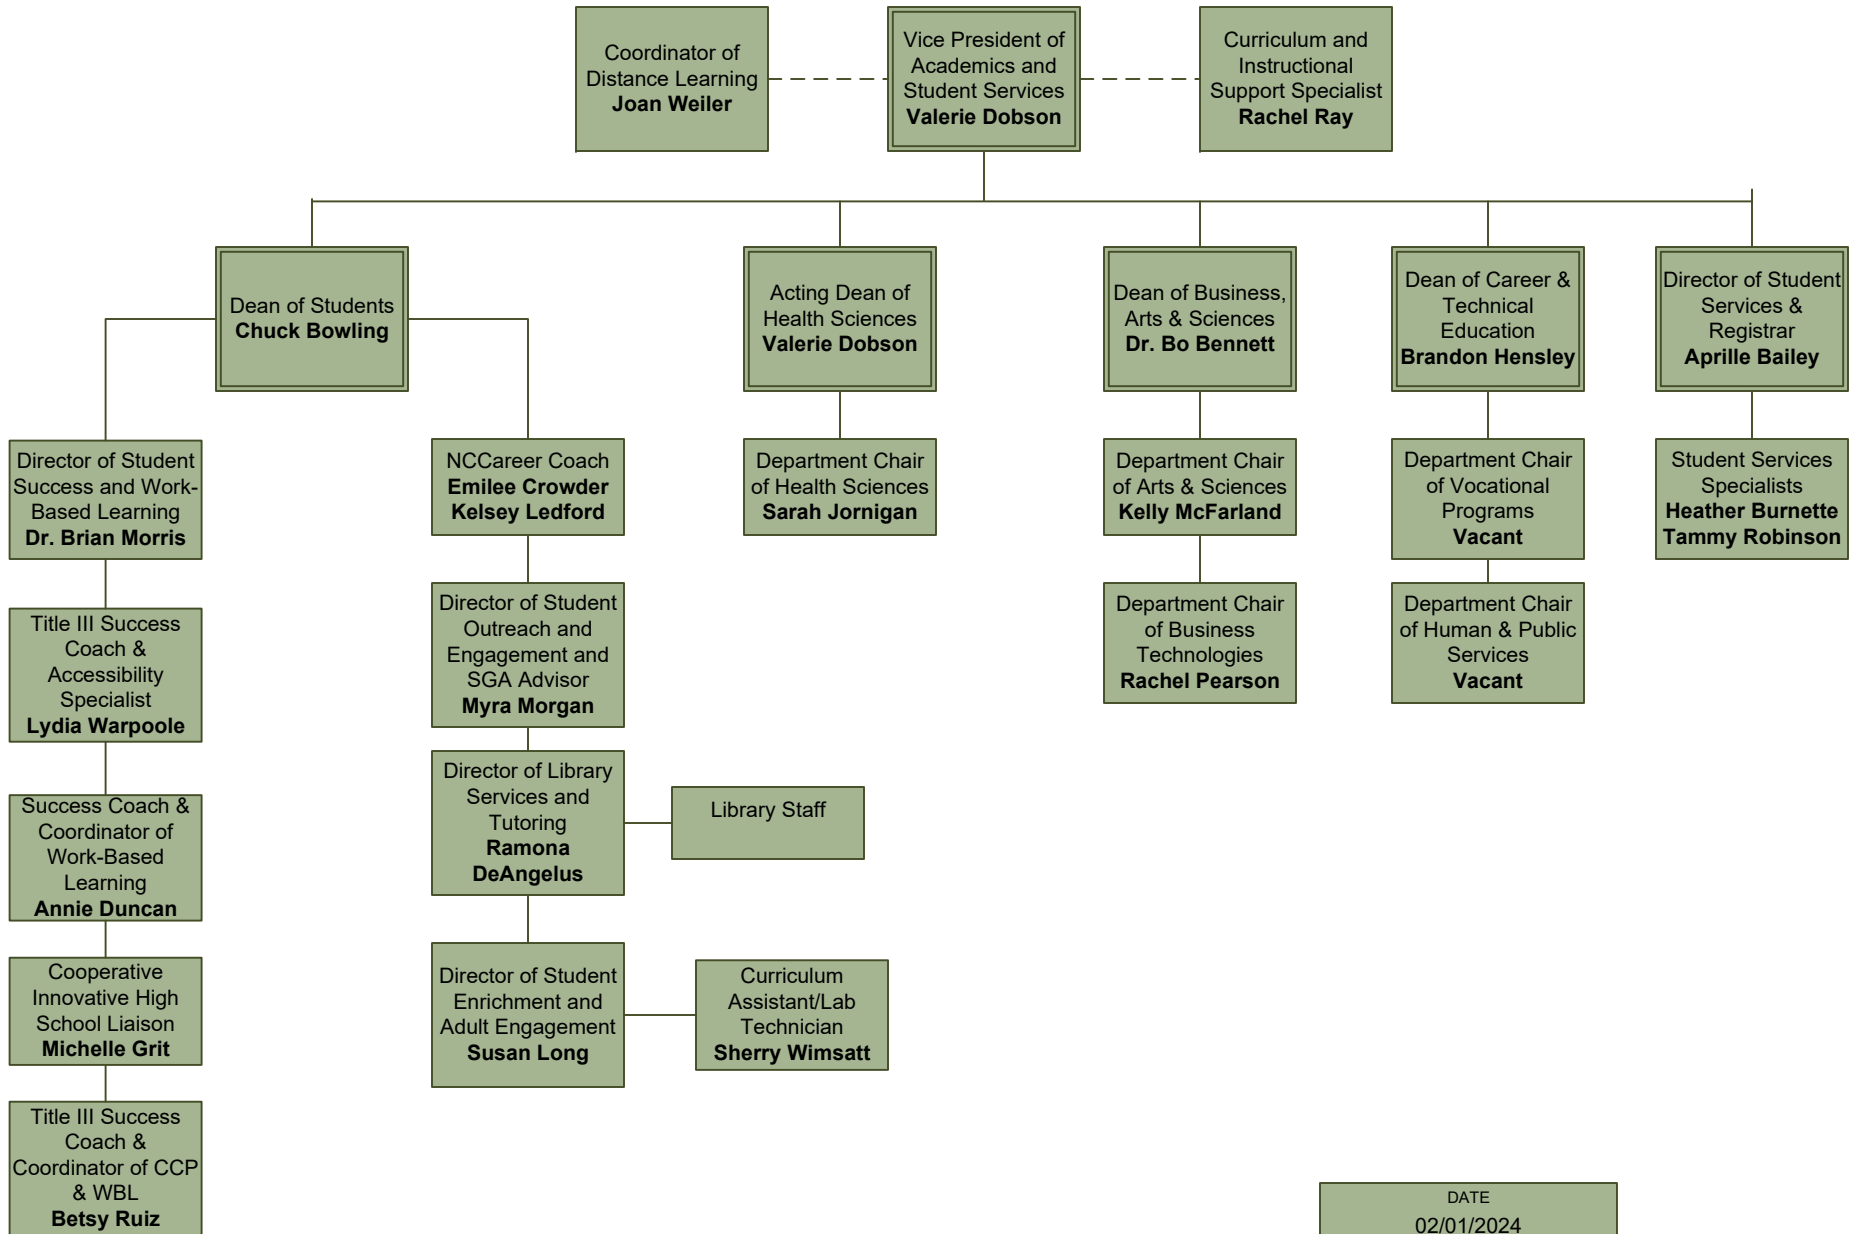 Coordinator of
Distance Learning
Joan Weiler
Vice President of
Academics and
Student Services
Valerie Dobson
Curriculum and
Instructional
Support Specialist
Rachel Ray
Dean of Students
Chuck Bowling
Acting Dean of
Health Sciences
Valerie Dobson
Dean of Business,
Arts & Sciences
Dr. Bo Bennett
Dean of Career &
Technical
Education
Brandon Hensley
Director of Student
Services &
Registrar
Aprille Bailey
Director of Student
Success and Work-
Based Learning
Dr. Brian Morris
NCCareer Coach
Emilee Crowder
Kelsey Ledford
Department Chair
of Health Sciences
Sarah Jornigan
Department Chair
of Arts & Sciences
Kelly McFarland
Department Chair
of Vocational
Programs
Vacant
Student Services
Specialists
Heather Burnette
Tammy Robinson
Title III Success
Coach &
Accessibility
Specialist
Lydia Warpoole
Director of Student
Outreach and
Engagement and
SGA Advisor
Myra Morgan
Department Chair
of Business
Technologies
Rachel Pearson
Department Chair
of Human & Public
Services
Vacant
Success Coach &
Coordinator of
Work-Based
Learning
Annie Duncan
Director of Library
Services and
Tutoring
Ramona
DeAngelus
Library Staff
Cooperative
Innovative High
School Liaison
Michelle Grit
Director of Student
Enrichment and
Adult Engagement
Susan Long
Curriculum
Assistant/Lab
Technician
Sherry Wimsatt
Title III Success
Coach &
Coordinator of CCP
& WBL
Betsy Ruiz
DATE
02/01/2024